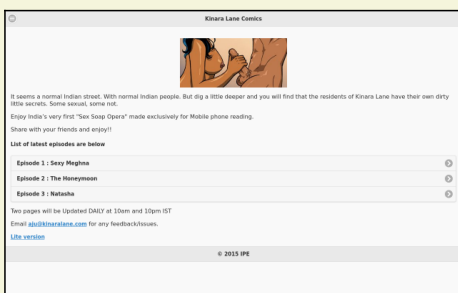 Kinara Lane Comics
It seems a normal Indian street. With normal Indian people. But dig a little deeper and you will find that the residents of Kinara Lane have their own dirty
little secrets. Some sexual, some not.
Enjoy India's very first "Sex Soap Opera" made exclusively for Mobile phone reading.
Share with your friends and enjoy!!
List of latest episodes are below
Episode 1 : Sexy Meghna
Episode 2 : The Honeymoon
Episode 3 : Natasha
Two pages will be Updated DAILY at 10am and 10pm IST
Email aju@kinaralane.com for any feedback/issues.
Lite version
© 2015 IPE